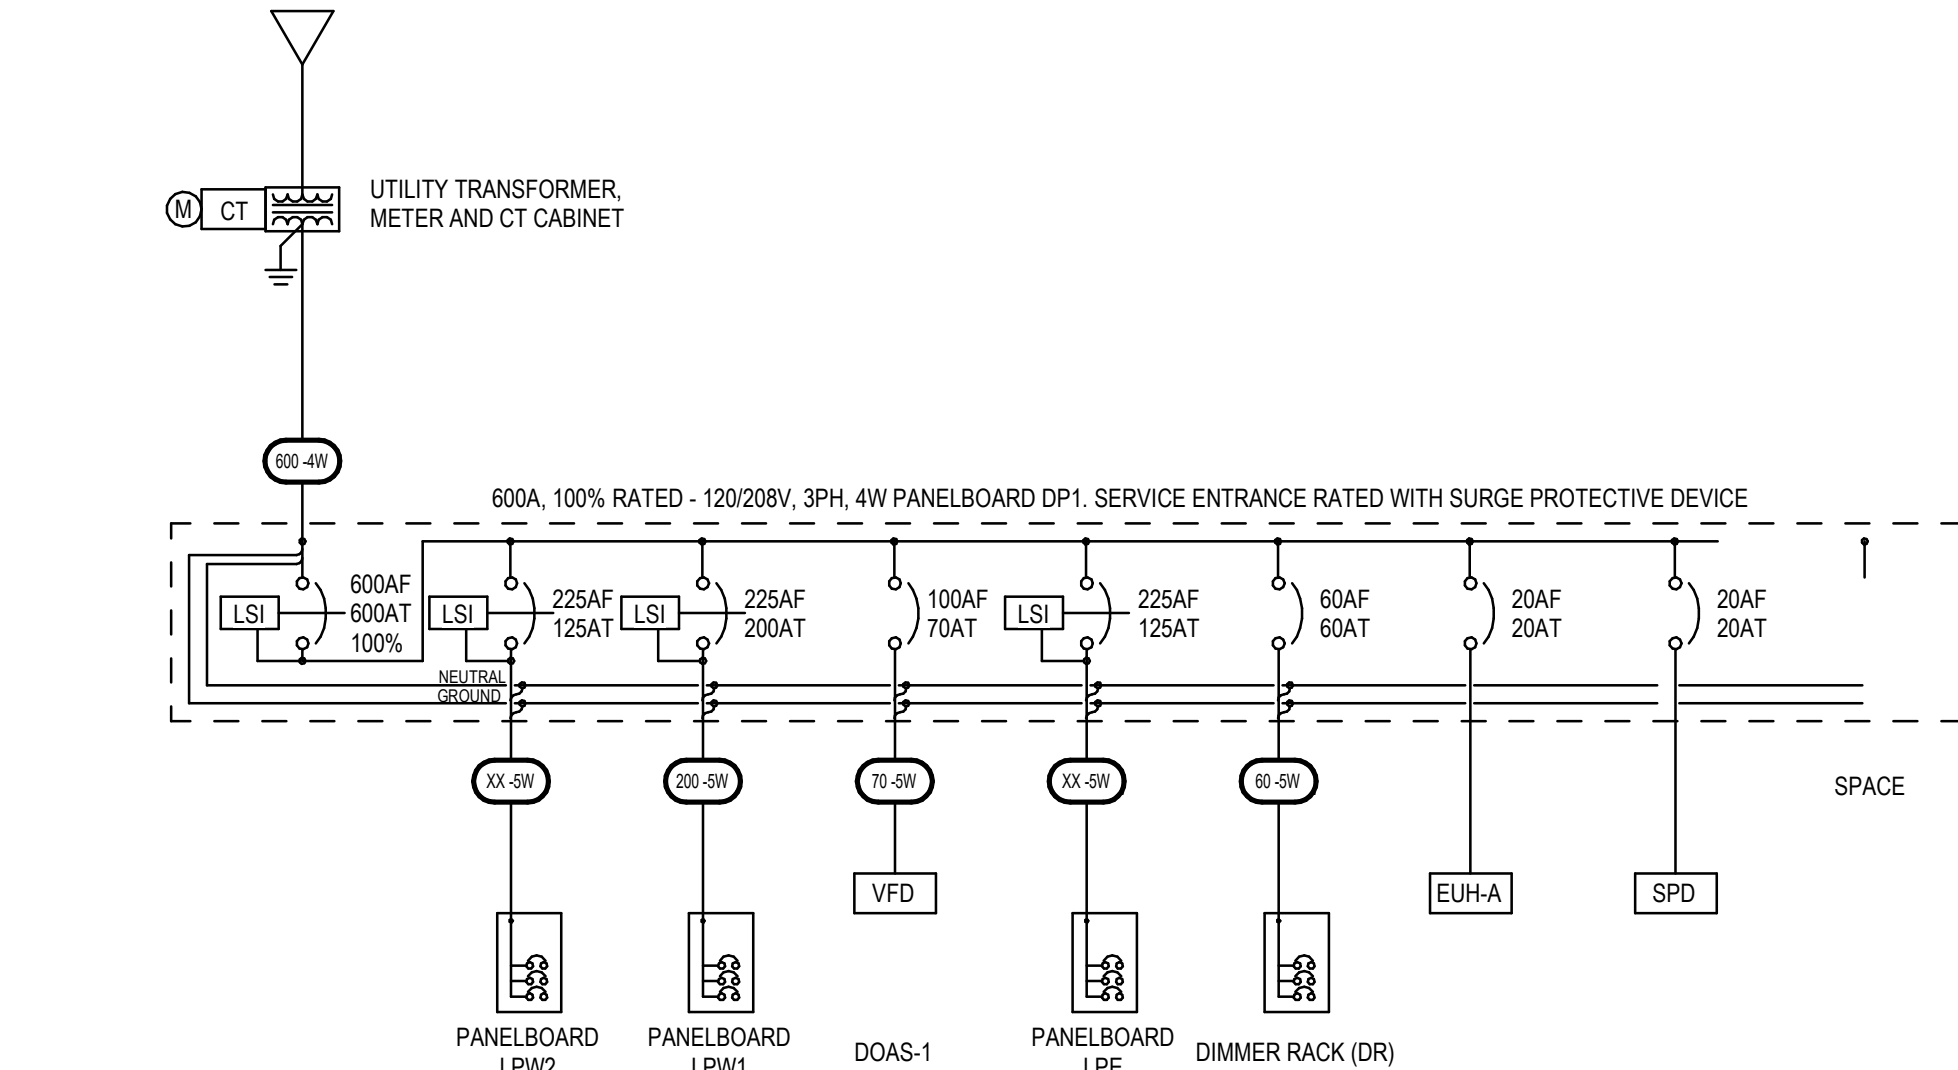 UTILITY TRANSFORMER,
METER AND CT CABINET
M
CT
600 -4W
600A, 100% RATED - 120/208V, 3PH, 4W PANELBOARD DP1. SERVICE ENTRANCE RATED WITH SURGE PROTECTIVE DEVICE
LSI
600AF
600AT
100%
LSI
225AF
125AT
LSI
225AF
200AT
100AF
70AT
LSI
225AF
125AT
60AF
60AT
20AF
20AT
20AF
20AT
NEUTRAL
GROUND
XX -5W
200 -5W
70 -5W
XX -5W
60 -5W
SPACE
VFD
EUH-A
SPD
PANELBOARD
LPW2
PANELBOARD
LPW1
DOAS-1
PANELBOARD
DIMMER RACK (DR)